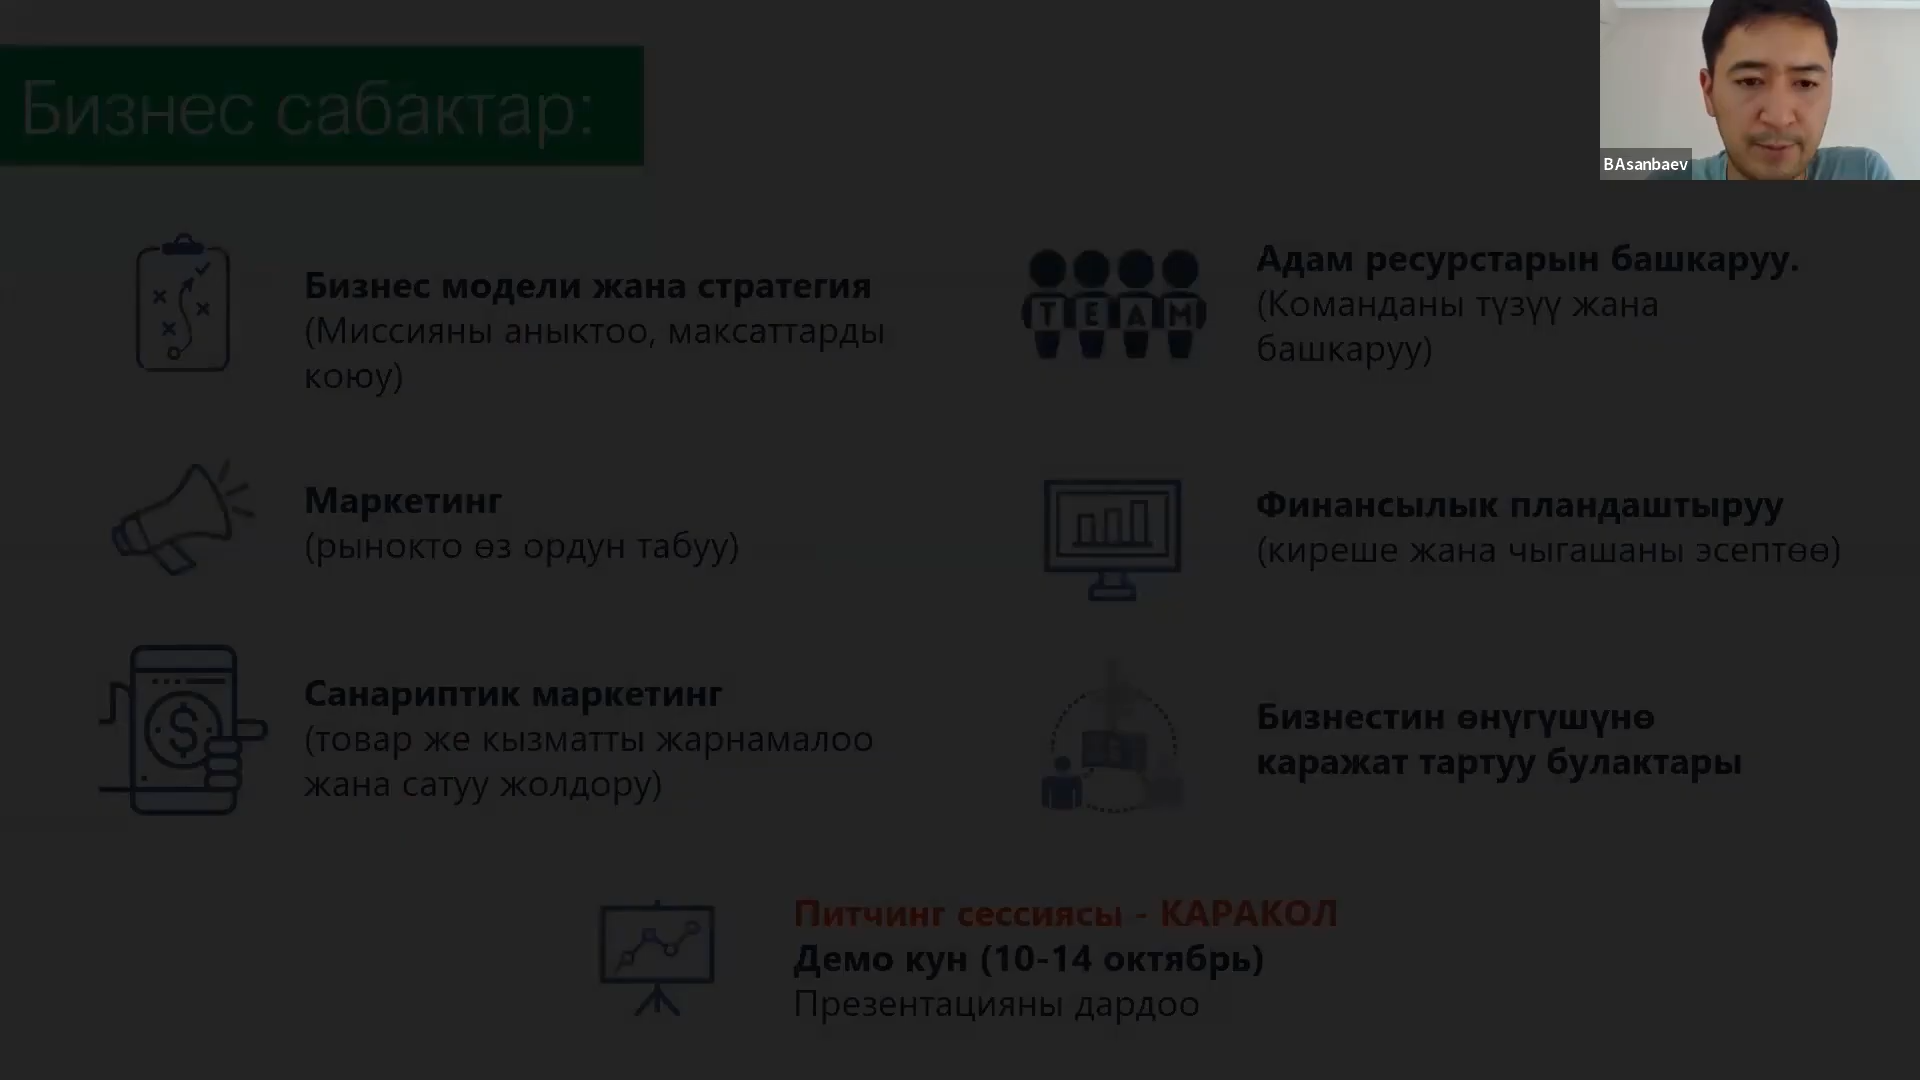 Бизнес сабактар:
BAsanbaev
Бизнес модели жана стратегия
(Миссияны аныктоо, максаттарды
коюу)
TEAM
Адам ресурстарын башкаруу.
(Команданы түзүү жана
башкаруу)
Маркетинг
(рынокто өз ордун табуу)
Финансылык пландаштыруу
(киреше жана чыгашаны эсептөө)
$
Санариптик маркетинг
(товар же кызматты жарнамалоо
жана сатуу жолдору)
Бизнестин өнүгүшүнө
каражат тартуу булактары
Питчинг сессиясы - КАРАКОЛ
Демо кун (10-14 октябрь)
Презентацияны дардоо